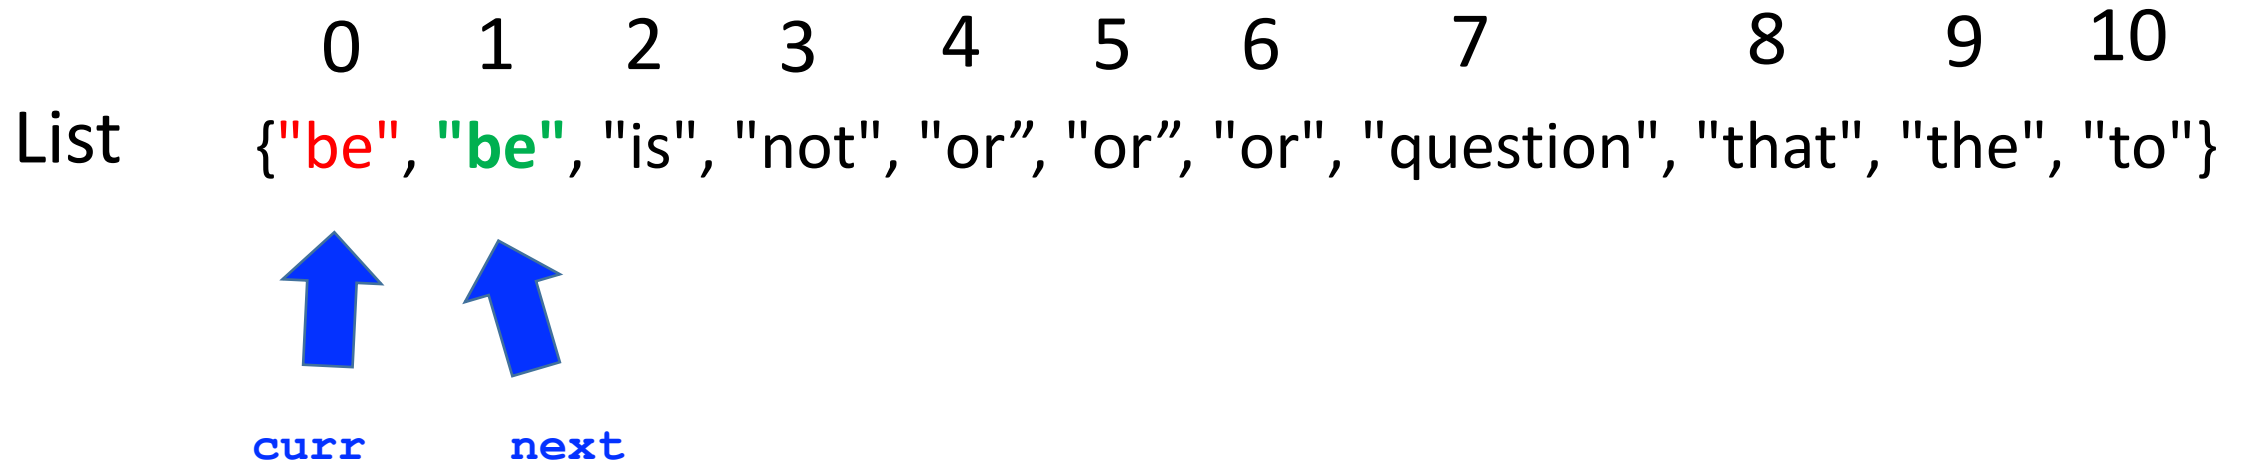 0 1 2 3 4 5 6 7 8 9 10
List {"be", "be", "is", "not", "or”, "or”, "or", "question", "that", "the", "to"}
curr next